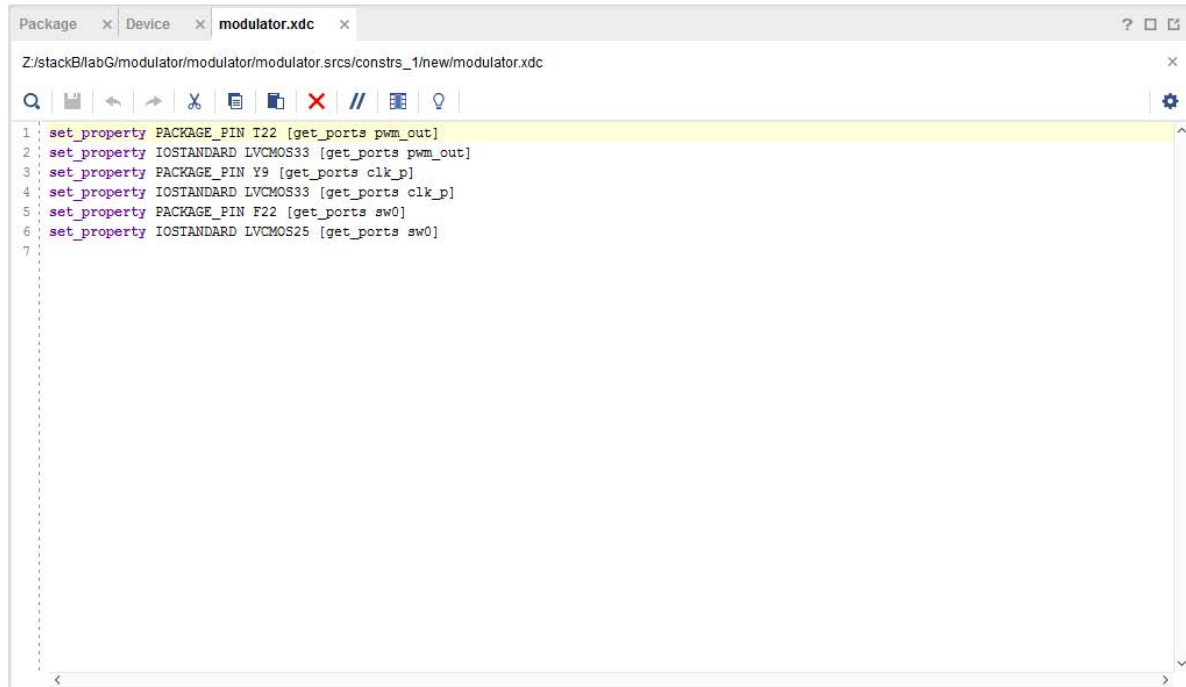 Package × Device × modulator.xdc × ?
Z:/stackB/labG/modulator/modulator/modulator.srcs/constrs_1/new/modulator.xdc ×
//
1 set_property PACKAGE_PIN T22 [get_ports pwm_out]
2 set_property IOSTANDARD LVCMOS33 [get_ports pwm_out]
3 set_property PACKAGE_PIN Y9 [get_ports clk_p]
4 set_property IOSTANDARD LVCMOS33 [get_ports clk_p]
5 set_property PACKAGE_PIN F22 [get_ports sw0]
6 set_property IOSTANDARD LVCMOS25 [get_ports sw0]
7